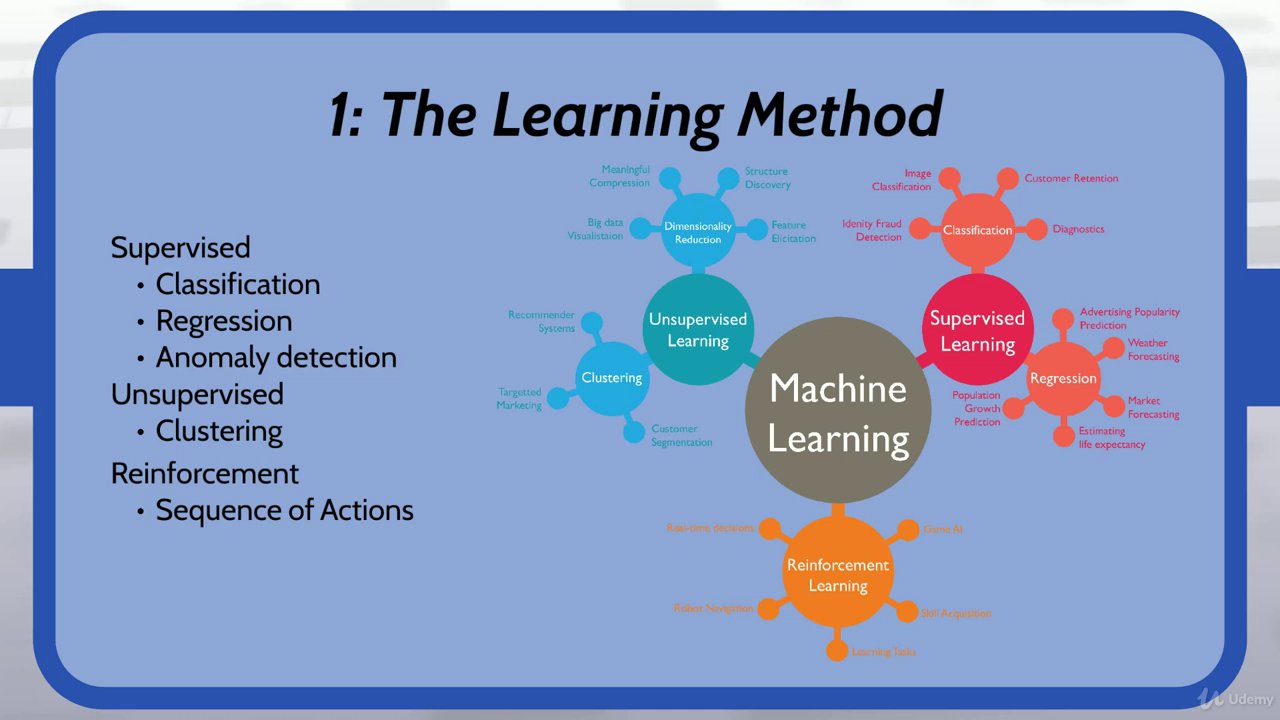 1: The Learning Method
Supervised
• Classification
• Regression
• Anomaly detection
Unsupervised
• Clustering
Reinforcement
• Sequence of Actions
Meaningful
Compression
Structure
Discovery
Big data
Visualistaion
Dimensionality
Reduction
Feature
Elicitation
Image
Classification
Customer Retention
Idenity Fraud
Detection
Classification
Diagnostics
Unsupervised
Learning
Supervised
Learning
Recommender
Systems
Clustering
Targetted
Marketing
Customer
Segmentation
Advertising Popularity
Prediction
Weather
Forecasting
Regression
Population
Growth
Prediction
Market
Forecasting
Estimating
life expectancy
Machine
Learning
Real-time decisions
Game AI
Reinforcement
Learning
Robot Navigation
Skill Acquisition
Learning Tasks
Udemy